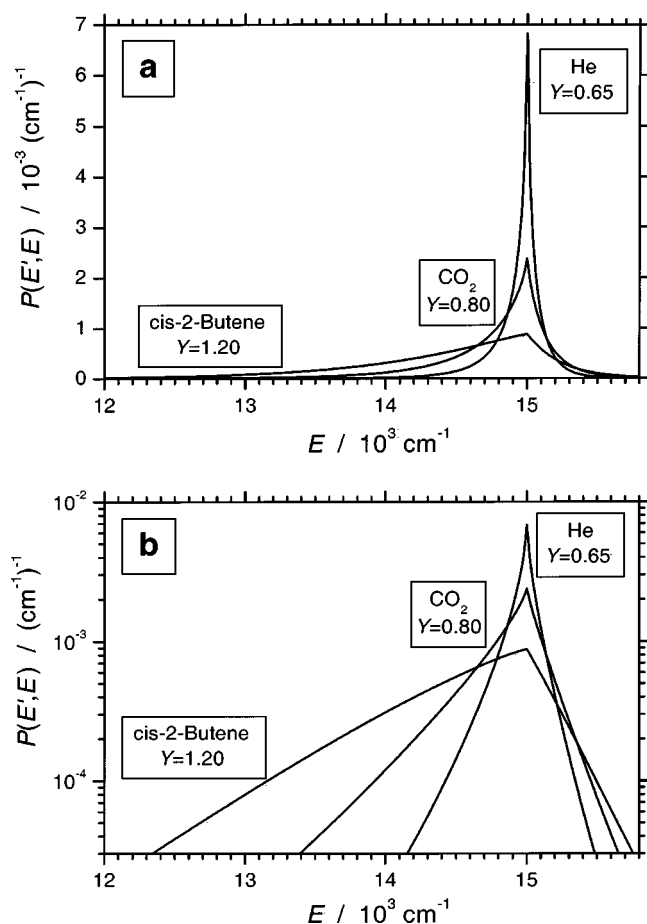 a
7
6
5
4
3
2
1
0
P(E',E) / 10⁻³ (cm⁻¹)⁻¹
He
Y=0.65
CO₂
Y=0.80
cis-2-Butene
Y=1.20
12 13 14 15
E / 10³ cm⁻¹
b
10⁻²
10⁻³
10⁻⁴
P(E',E) / (cm⁻¹)⁻¹
He
Y=0.65
CO₂
Y=0.80
cis-2-Butene
Y=1.20
12 13 14 15
E / 10³ cm⁻¹